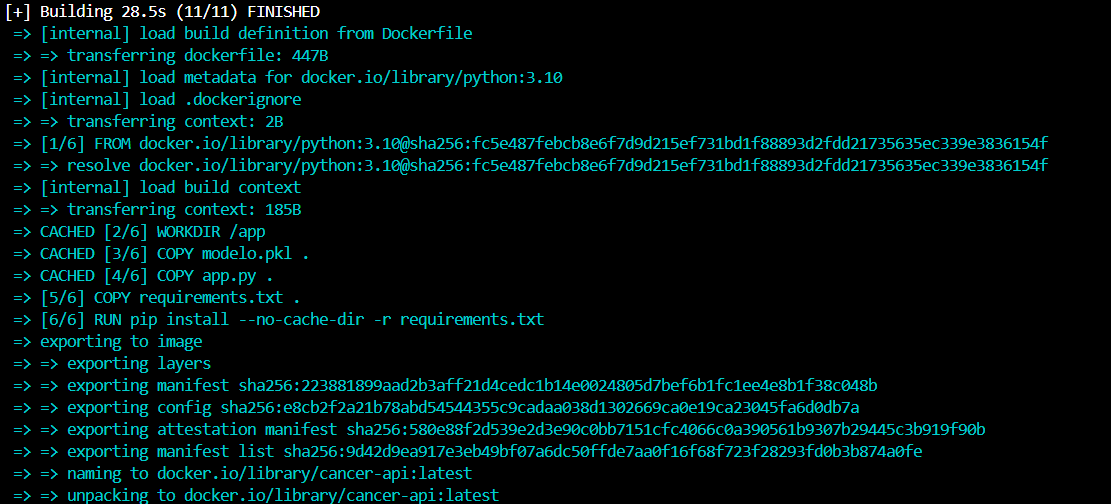 [+] Building 28.5s (11/11) FINISHED
=> [internal] load build definition from Dockerfile
=> => transferring dockerfile: 447B
=> [internal] load metadata for docker.io/library/python:3.10
=> [internal] load .dockerignore
=> => transferring context: 2B
=> [1/6] FROM docker.io/library/python:3.10@sha256:fc5e487febcb8e6f7d9d215ef731bd1f88893d2fdd21735635ec339e3836154f
=> => resolve docker.io/library/python:3.10@sha256:fc5e487febcb8e6f7d9d215ef731bd1f88893d2fdd21735635ec339e3836154f
=> [internal] load build context
=> => transferring context: 185B
=> CACHED [2/6] WORKDIR /app
=> CACHED [3/6] COPY modelo.pkl .
=> CACHED [4/6] COPY app.py .
=> [5/6] COPY requirements.txt .
=> [6/6] RUN pip install --no-cache-dir -r requirements.txt
=> exporting to image
=> => exporting layers
=> => exporting manifest sha256:223881899aad2b3aff21d4cedc1b14e0024805d7bef6b1fc1ee4e8b1f38c048b
=> => exporting config sha256:e8cb2f2a21b78abd54544355c9cadaa038d1302669ca0e19ca23045fa6d0db7a
=> => exporting attestation manifest sha256:580e88f2d539e2d3e90c0bb7151cfc4066c0a390561b9307b29445c3b919f90b
=> => exporting manifest list sha256:9d42d9ea917e3eb49bf07a6dc50ffde7aa0f16f68f723f28293fd0b3b874a0fe
=> => naming to docker.io/library/cancer-api:latest
=> => unpacking to docker.io/library/cancer-api:latest